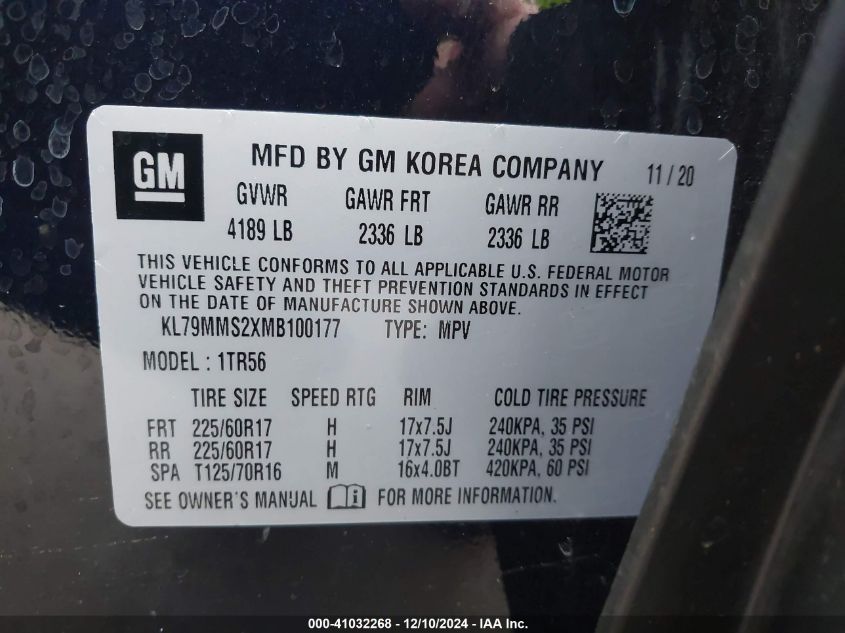 GM
MFD BY GM KOREA COMPANY 11/20
GVWR GAWR FRT GAWR RR
4189 LB 2336 LB 2336 LB
THIS VEHICLE CONFORMS TO ALL APPLICABLE U.S. FEDERAL MOTOR
VEHICLE SAFETY AND THEFT PREVENTION STANDARDS IN EFFECT
ON THE DATE OF MANUFACTURE SHOWN ABOVE.
KL79MMS2XMB100177 TYPE: MPV
MODEL : 1TR56
TIRE SIZE SPEED RTG RIM COLD TIRE PRESSURE
FRT 225/60R17 H 17x7.5J 240KPA, 35 PSI
RR 225/60R17 H 17x7.5J 240KPA, 35 PSI
SPA T125/70R16 M 16x4.0BT 420KPA, 60 PSI
SEE OWNER'S MANUAL FOR MORE INFORMATION.
000-41032268 - 12/10/2024 - IAA Inc.